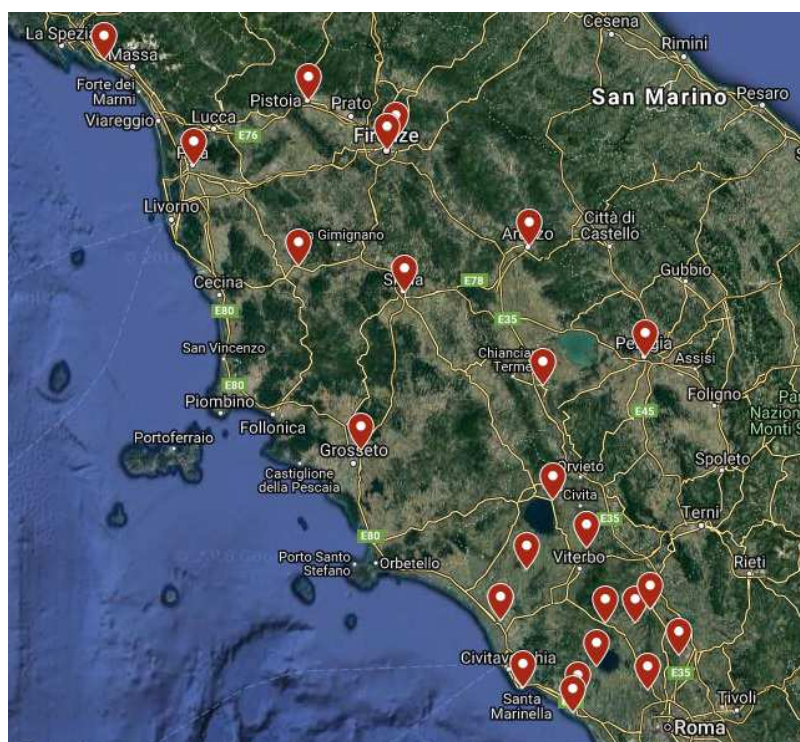 Cesena
La Spezia
Rimini
Massa
Forte dei
Marmi
Pistoia
Prato
San Marino
Pesaro
Viareggio
Lucca
E76
Firenze
Livorno
Gimignano
Città di
Castello
Gubbio
Cecina
E78
E80
E35
San Vincenzo
Chianciano
Terme
Assisi
E80
Piombino
Follonica
Foligno
E45
Portoferraio
Grosseto
Castiglione
della Pescaia
Orvieto
Spoleto
Civita
E35
Terni
E80
Viterbo
Porto Santo
Stefano
Orbetello
Rieti
Civitavecchia
Santa
Marinella
E35
Tivoli
Roma